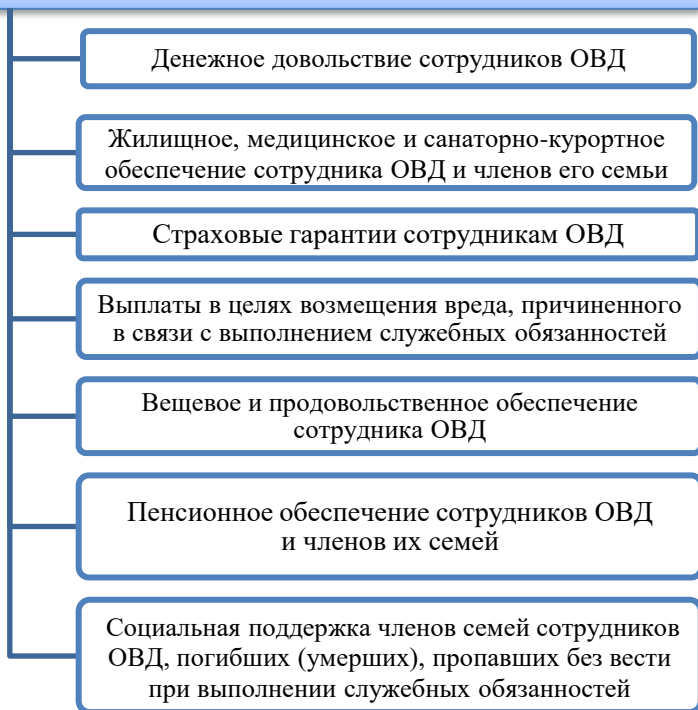 Денежное довольствие сотрудников ОВД
Жилищное, медицинское и санаторно-курортное
обеспечение сотрудника ОВД и членов его семьи
Страховые гарантии сотрудникам ОВД
Выплаты в целях возмещения вреда, причиненного
в связи с выполнением служебных обязанностей
Вещевое и продовольственное обеспечение
сотрудника ОВД
Пенсионное обеспечение сотрудников ОВД
и членов их семей
Социальная поддержка членов семей сотрудников
ОВД, погибших (умерших), пропавших без вести
при выполнении служебных обязанностей